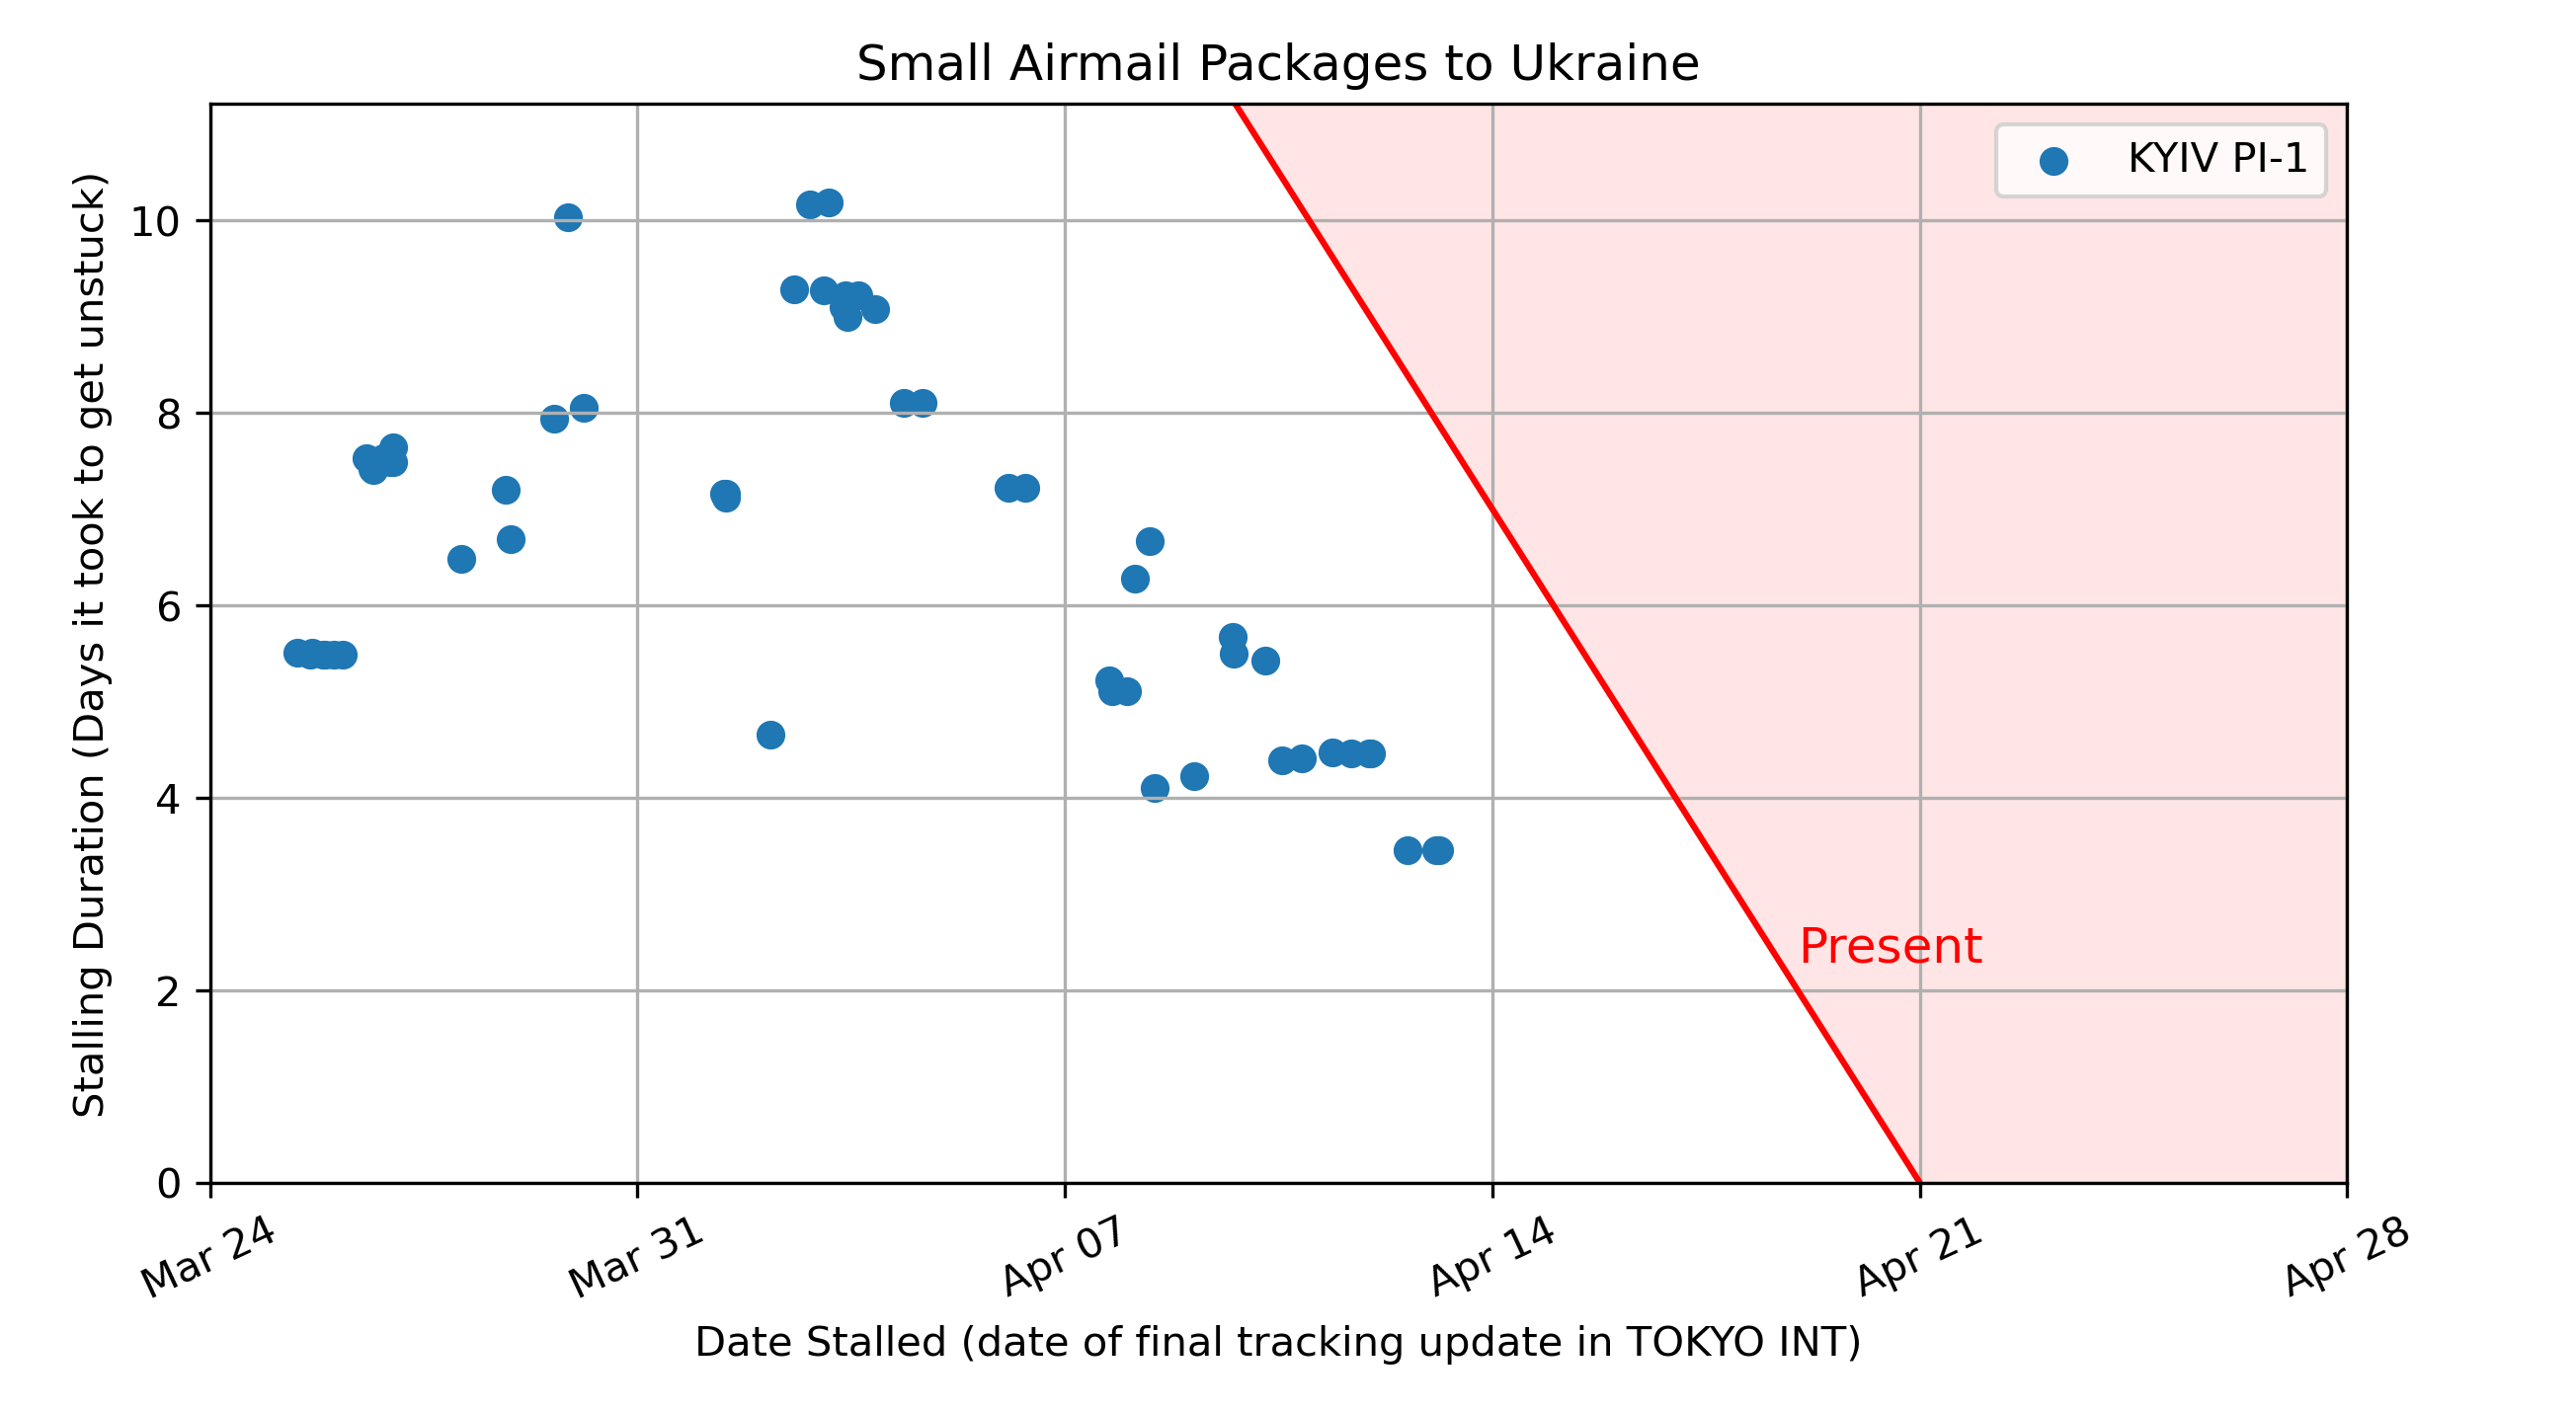 Small Airmail Packages to Ukraine
KYIV PI-1
Stalling Duration (Days it took to get unstuck)
10
8
6
4
2
0
Present
Mar 24
Mar 31
Apr 07
Apr 14
Apr 21
Apr 28
Date Stalled (date of final tracking update in TOKYO INT)